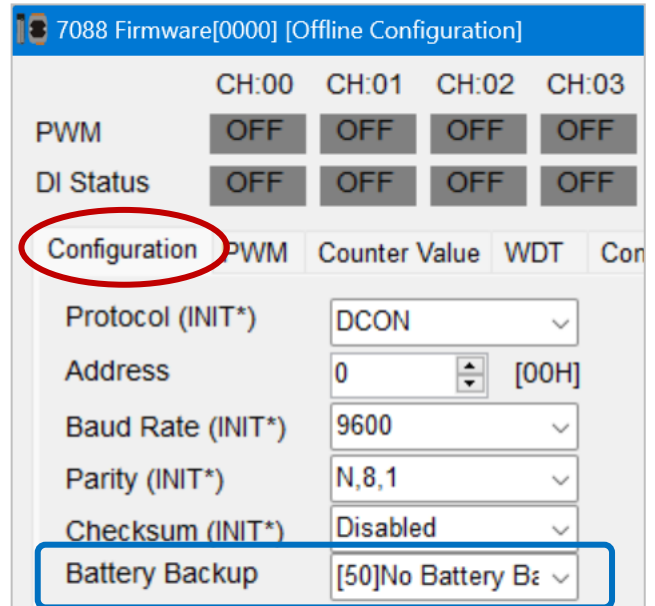 7088 Firmware[0000] [Offline Configuration]
CH:00 CH:01 CH:02 CH:03
PWM OFF OFF OFF OFF
DI Status OFF OFF OFF OFF
Configuration PWM Counter Value WDT Con
Protocol (INIT*) DCON
Address 0 [00H]
Baud Rate (INIT*) 9600
Parity (INIT*) N,8,1
Checksum (INIT*) Disabled
Battery Backup [50]No Battery Ba